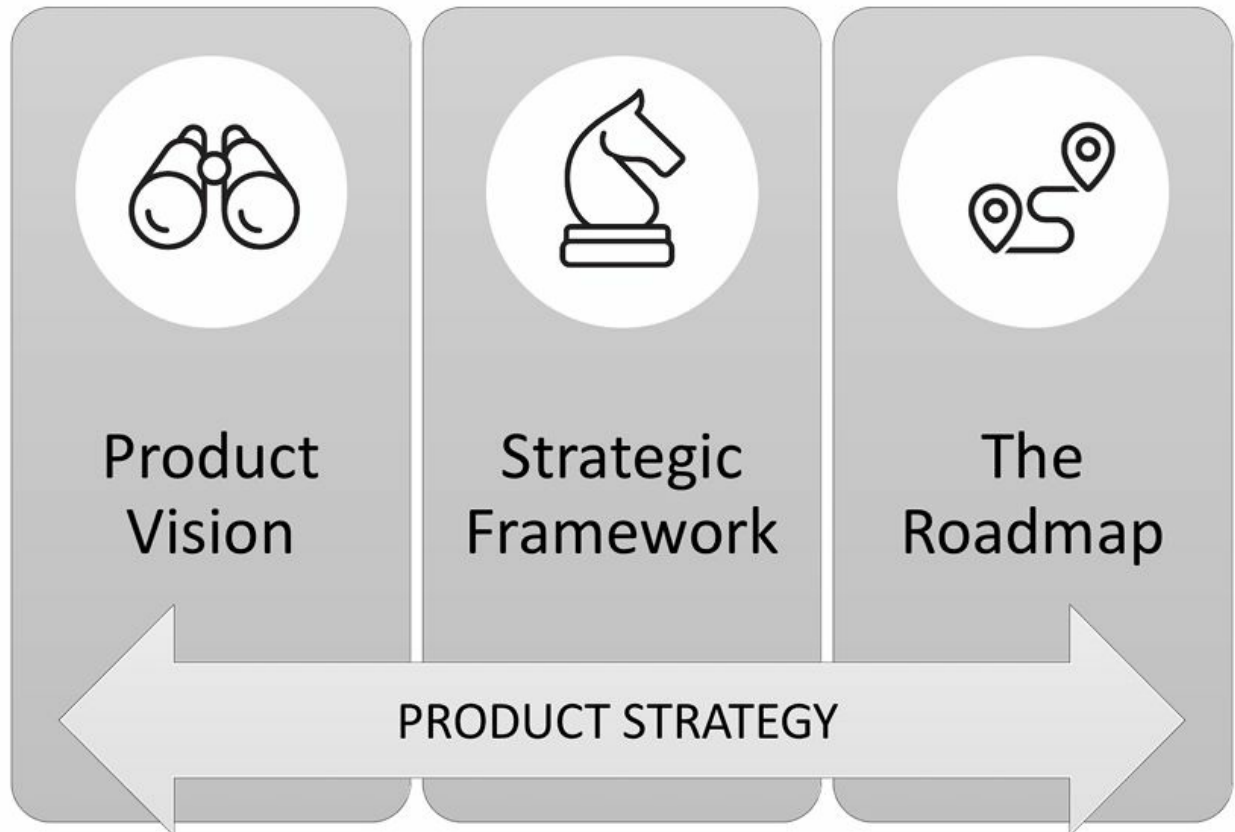 Product
Vision
Strategic
Framework
The
Roadmap
PRODUCT STRATEGY